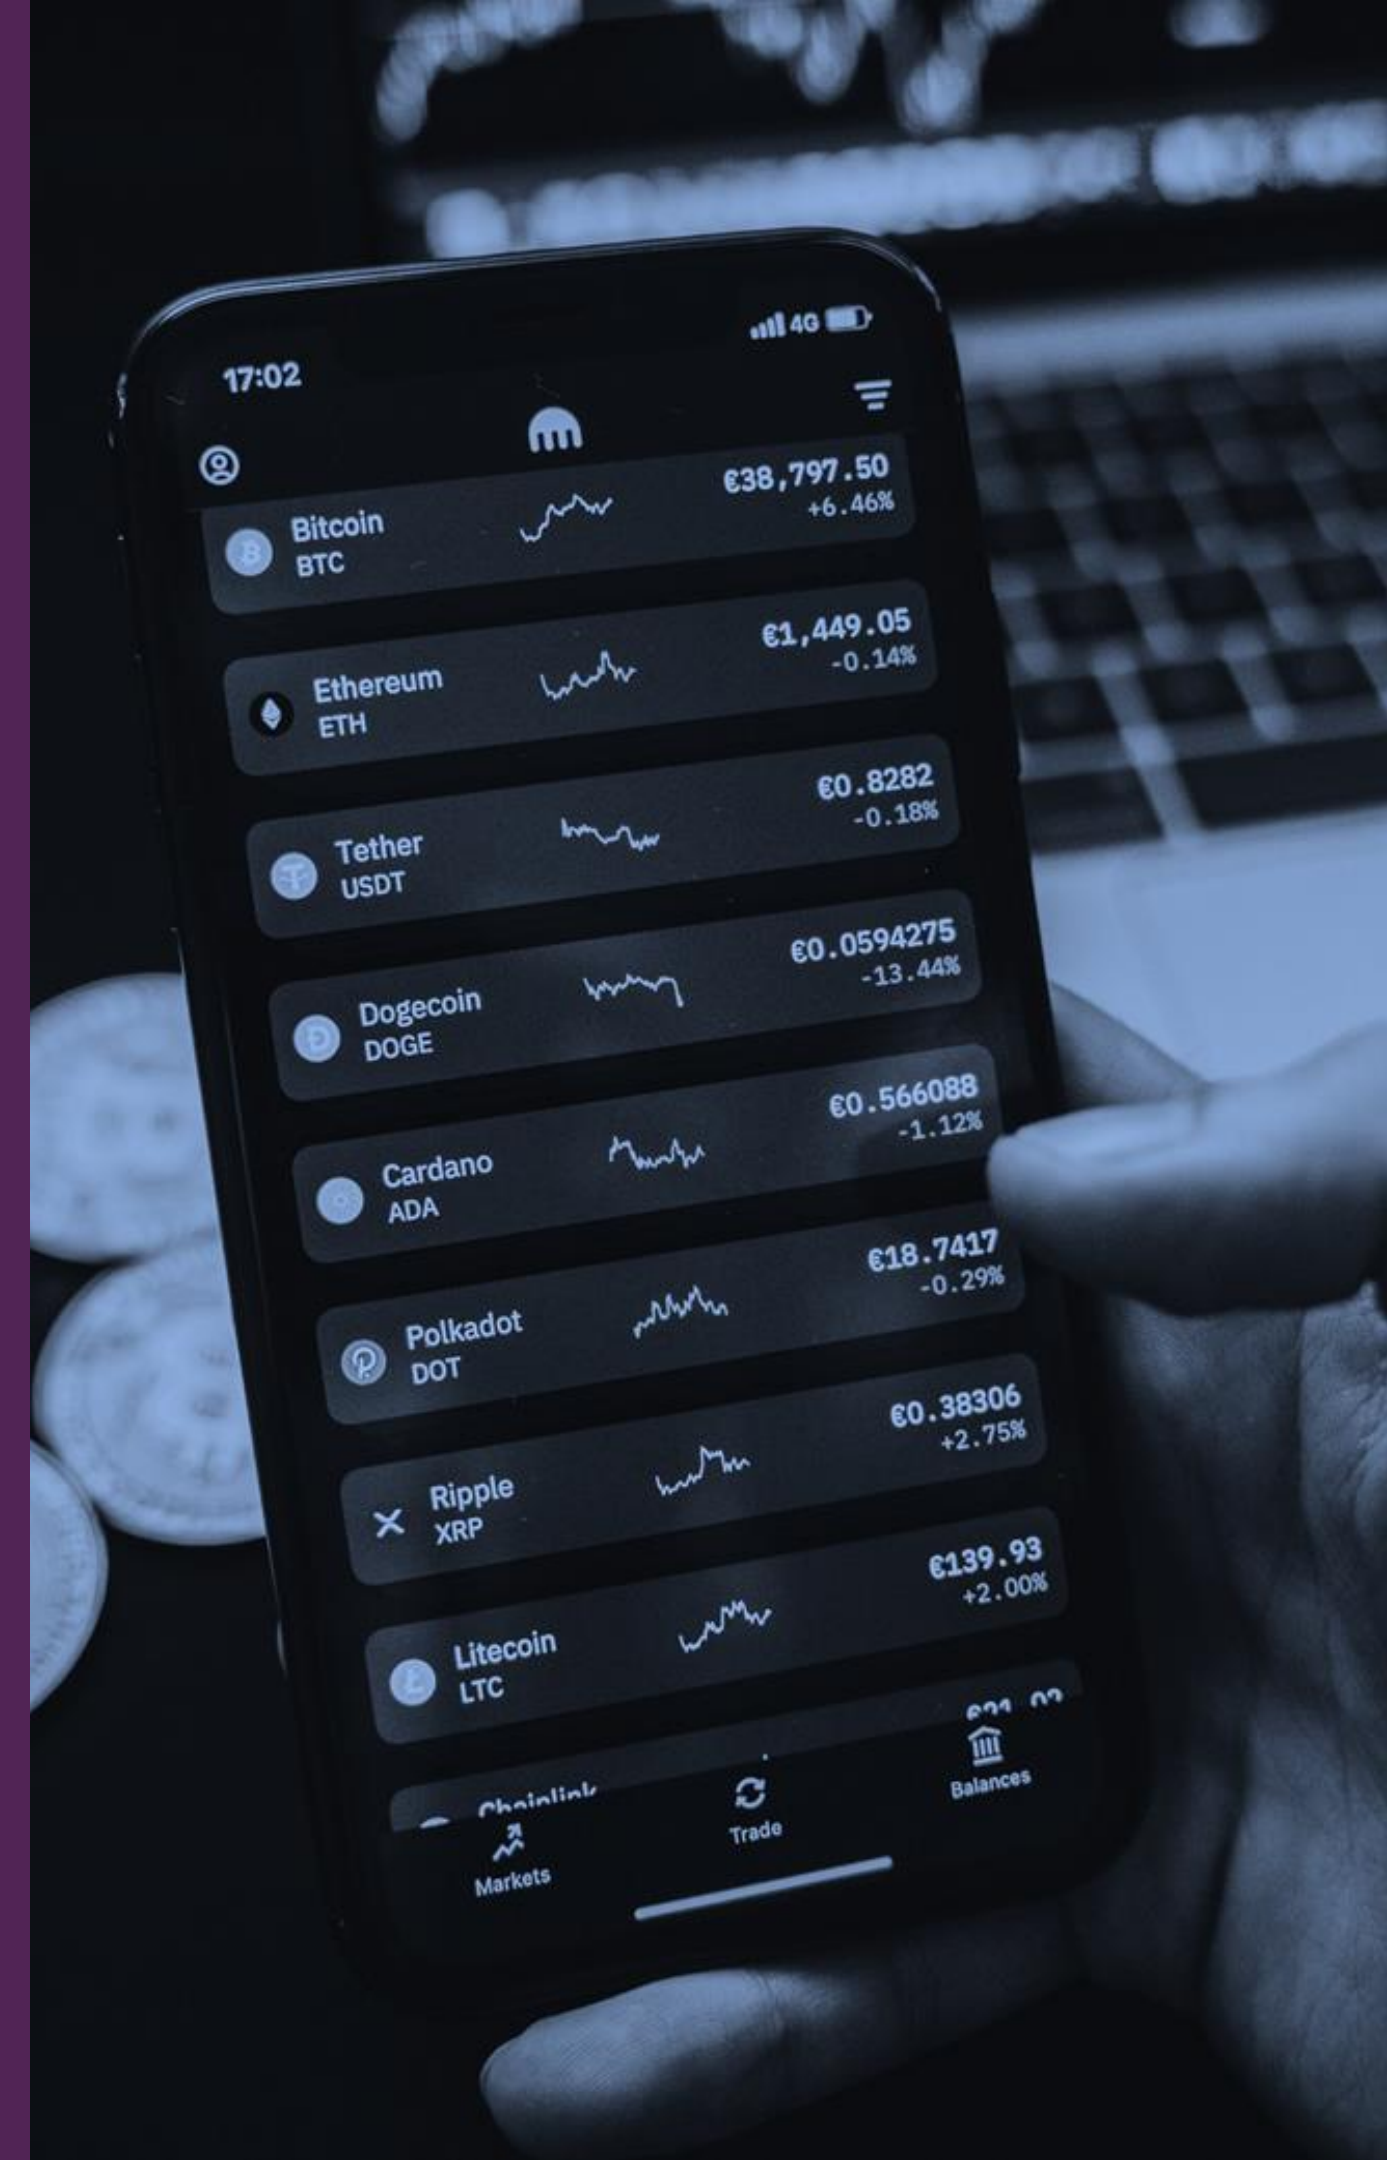 17:02
4G
Bitcoin
BTC
€38,797.50
+6.46%
Ethereum
ETH
€1,449.05
-0.14%
Tether
USDT
€0.8282
-0.18%
Dogecoin
DOGE
€0.0594275
-13.44%
Cardano
ADA
€0.566088
-1.12%
Polkadot
DOT
€18.7417
-0.29%
Ripple
XRP
€0.38306
+2.75%
Litecoin
LTC
€139.93
+2.00%
Chainlink
Markets
Trade
Balances